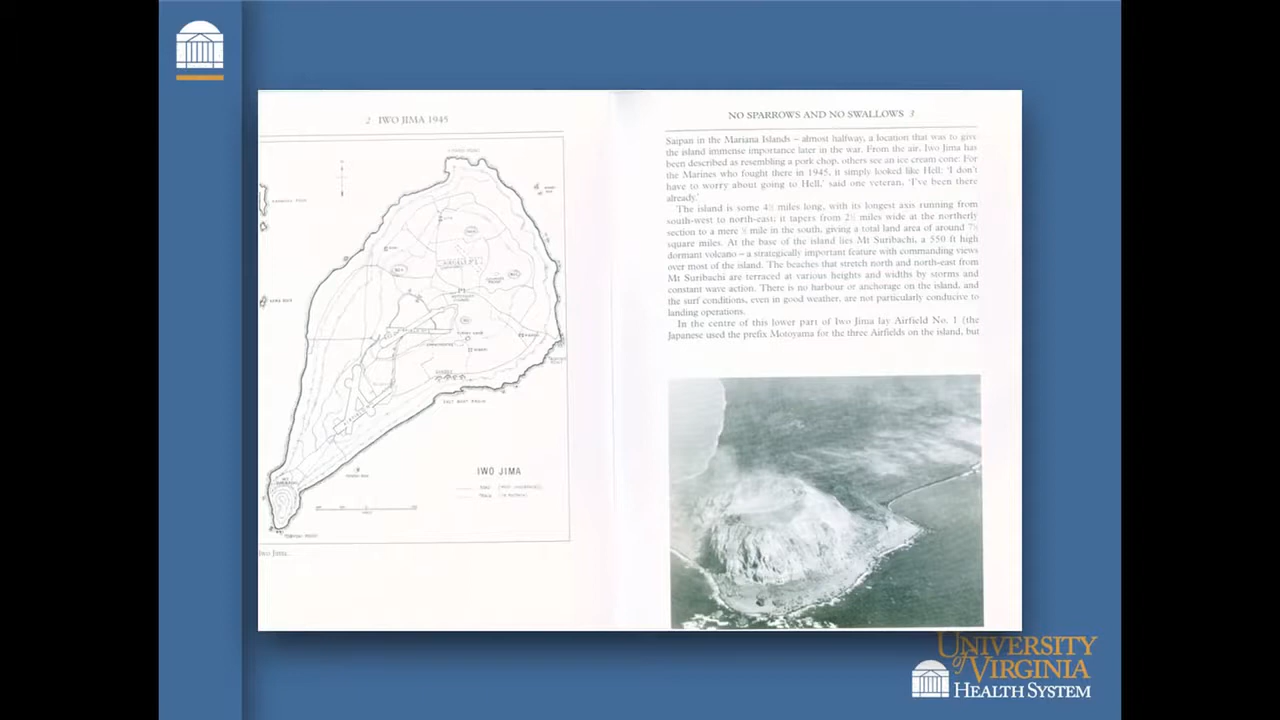 2 IWO JIMA 1945
IWO JIMA
Iwo Jima.
NO SPARROWS AND NO SWALLOWS 3
Saipan in the Mariana Islands – almost halfway, a location that was to give
the island immense importance later in the war. From the air, Iwo Jima has
been described as resembling a pork chop, others see an ice cream cone: For
the Marines who fought there in 1945, it simply looked like Hell: 'I don't
have to worry about going to Hell,' said one veteran, 'I've been there
already.'
The island is some 4½ miles long, with its longest axis running from
south-west to north-east; it tapers from 2½ miles wide at the northerly
section to a mere ½ mile in the south, giving a total land area of around 7½
square miles. At the base of the island lies Mt Suribachi, a 550 ft high
dormant volcano – a strategically important feature with commanding views
over most of the island. The beaches that stretch north and north-east from
Mt Suribachi are terraced at various heights and widths by storms and
constant wave action. There is no harbour or anchorage on the island, and
the surf conditions, even in good weather, are not particularly conducive to
landing operations.
In the centre of this lower part of Iwo Jima lay Airfield No. 1 (the
Japanese used the prefix Motoyama for the three Airfields on the island, but
UNIVERSITY
of VIRGINIA
HEALTH SYSTEM